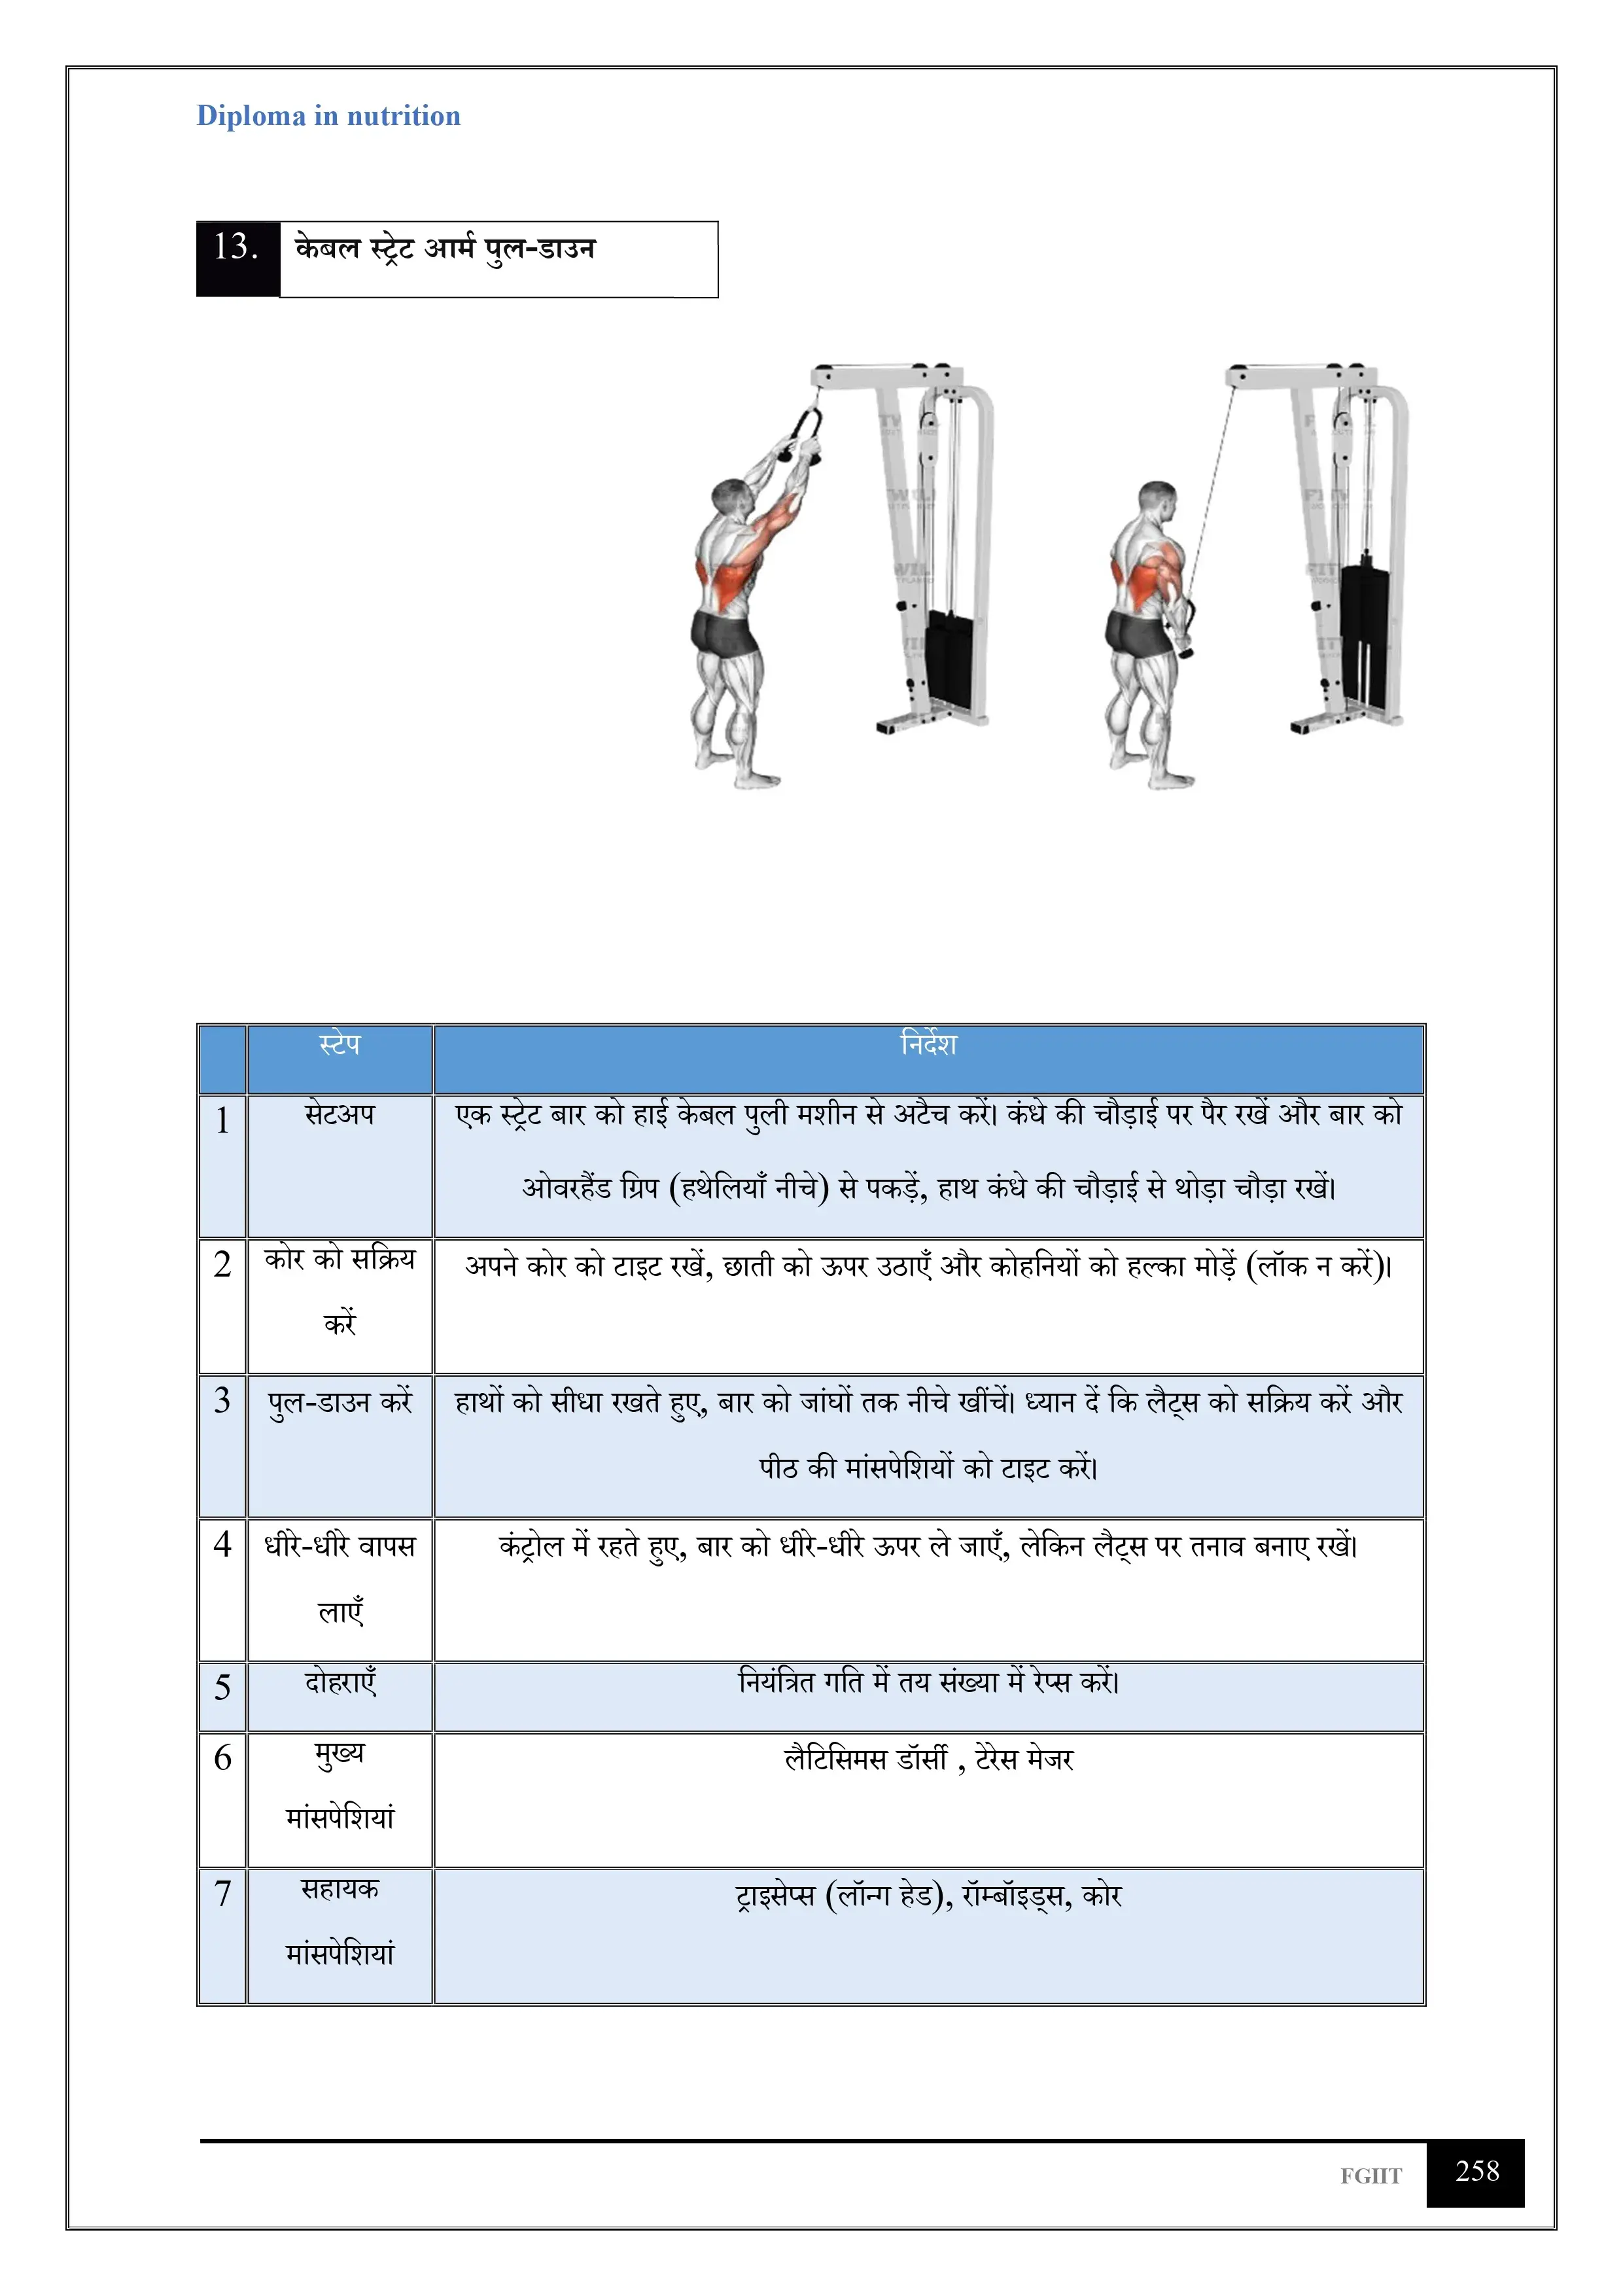 Diploma in nutrition
13. केबल स्ट्रेट आर्म पुल-डाउन
स्टेप निर्देश
1 सेटअप एक स्ट्रेट बार को हाई केबल पुली मशीन से अटैच करें। कंधे की चौड़ाई पर पैर रखें और बार को
ओवरहैंड ग्रिप (हथेलियाँ नीचे) से पकड़ें, हाथ कंधे की चौड़ाई से थोड़ा चौड़ा रखें।
2 कोर को सक्रिय अपने कोर को टाइट रखें, छाती को ऊपर उठाएँ और कोहनियों को हल्का मोड़ें (लॉक न करें)।
करें
3 पुल-डाउन करें हाथों को सीधा रखते हुए, बार को जांघों तक नीचे खींचें। ध्यान दें कि लैट्स को सक्रिय करें और
पीठ की मांसपेशियों को टाइट करें।
4 धीरे-धीरे वापस कंट्रोल में रहते हुए, बार को धीरे-धीरे ऊपर ले जाएँ, लेकिन लैट्स पर तनाव बनाए रखें।
लाएँ
5 दोहराएँ नियंत्रित गति में तय संख्या में रेप्स करें।
6 मुख्य लैटिसिमस डॉर्सी , टेरेस मेजर
मांसपेशियां
7 सहायक ट्राइसेप्स (लॉन्ग हेड), रॉम्बॉइड्स, कोर
मांसपेशियां
FGIIT 258